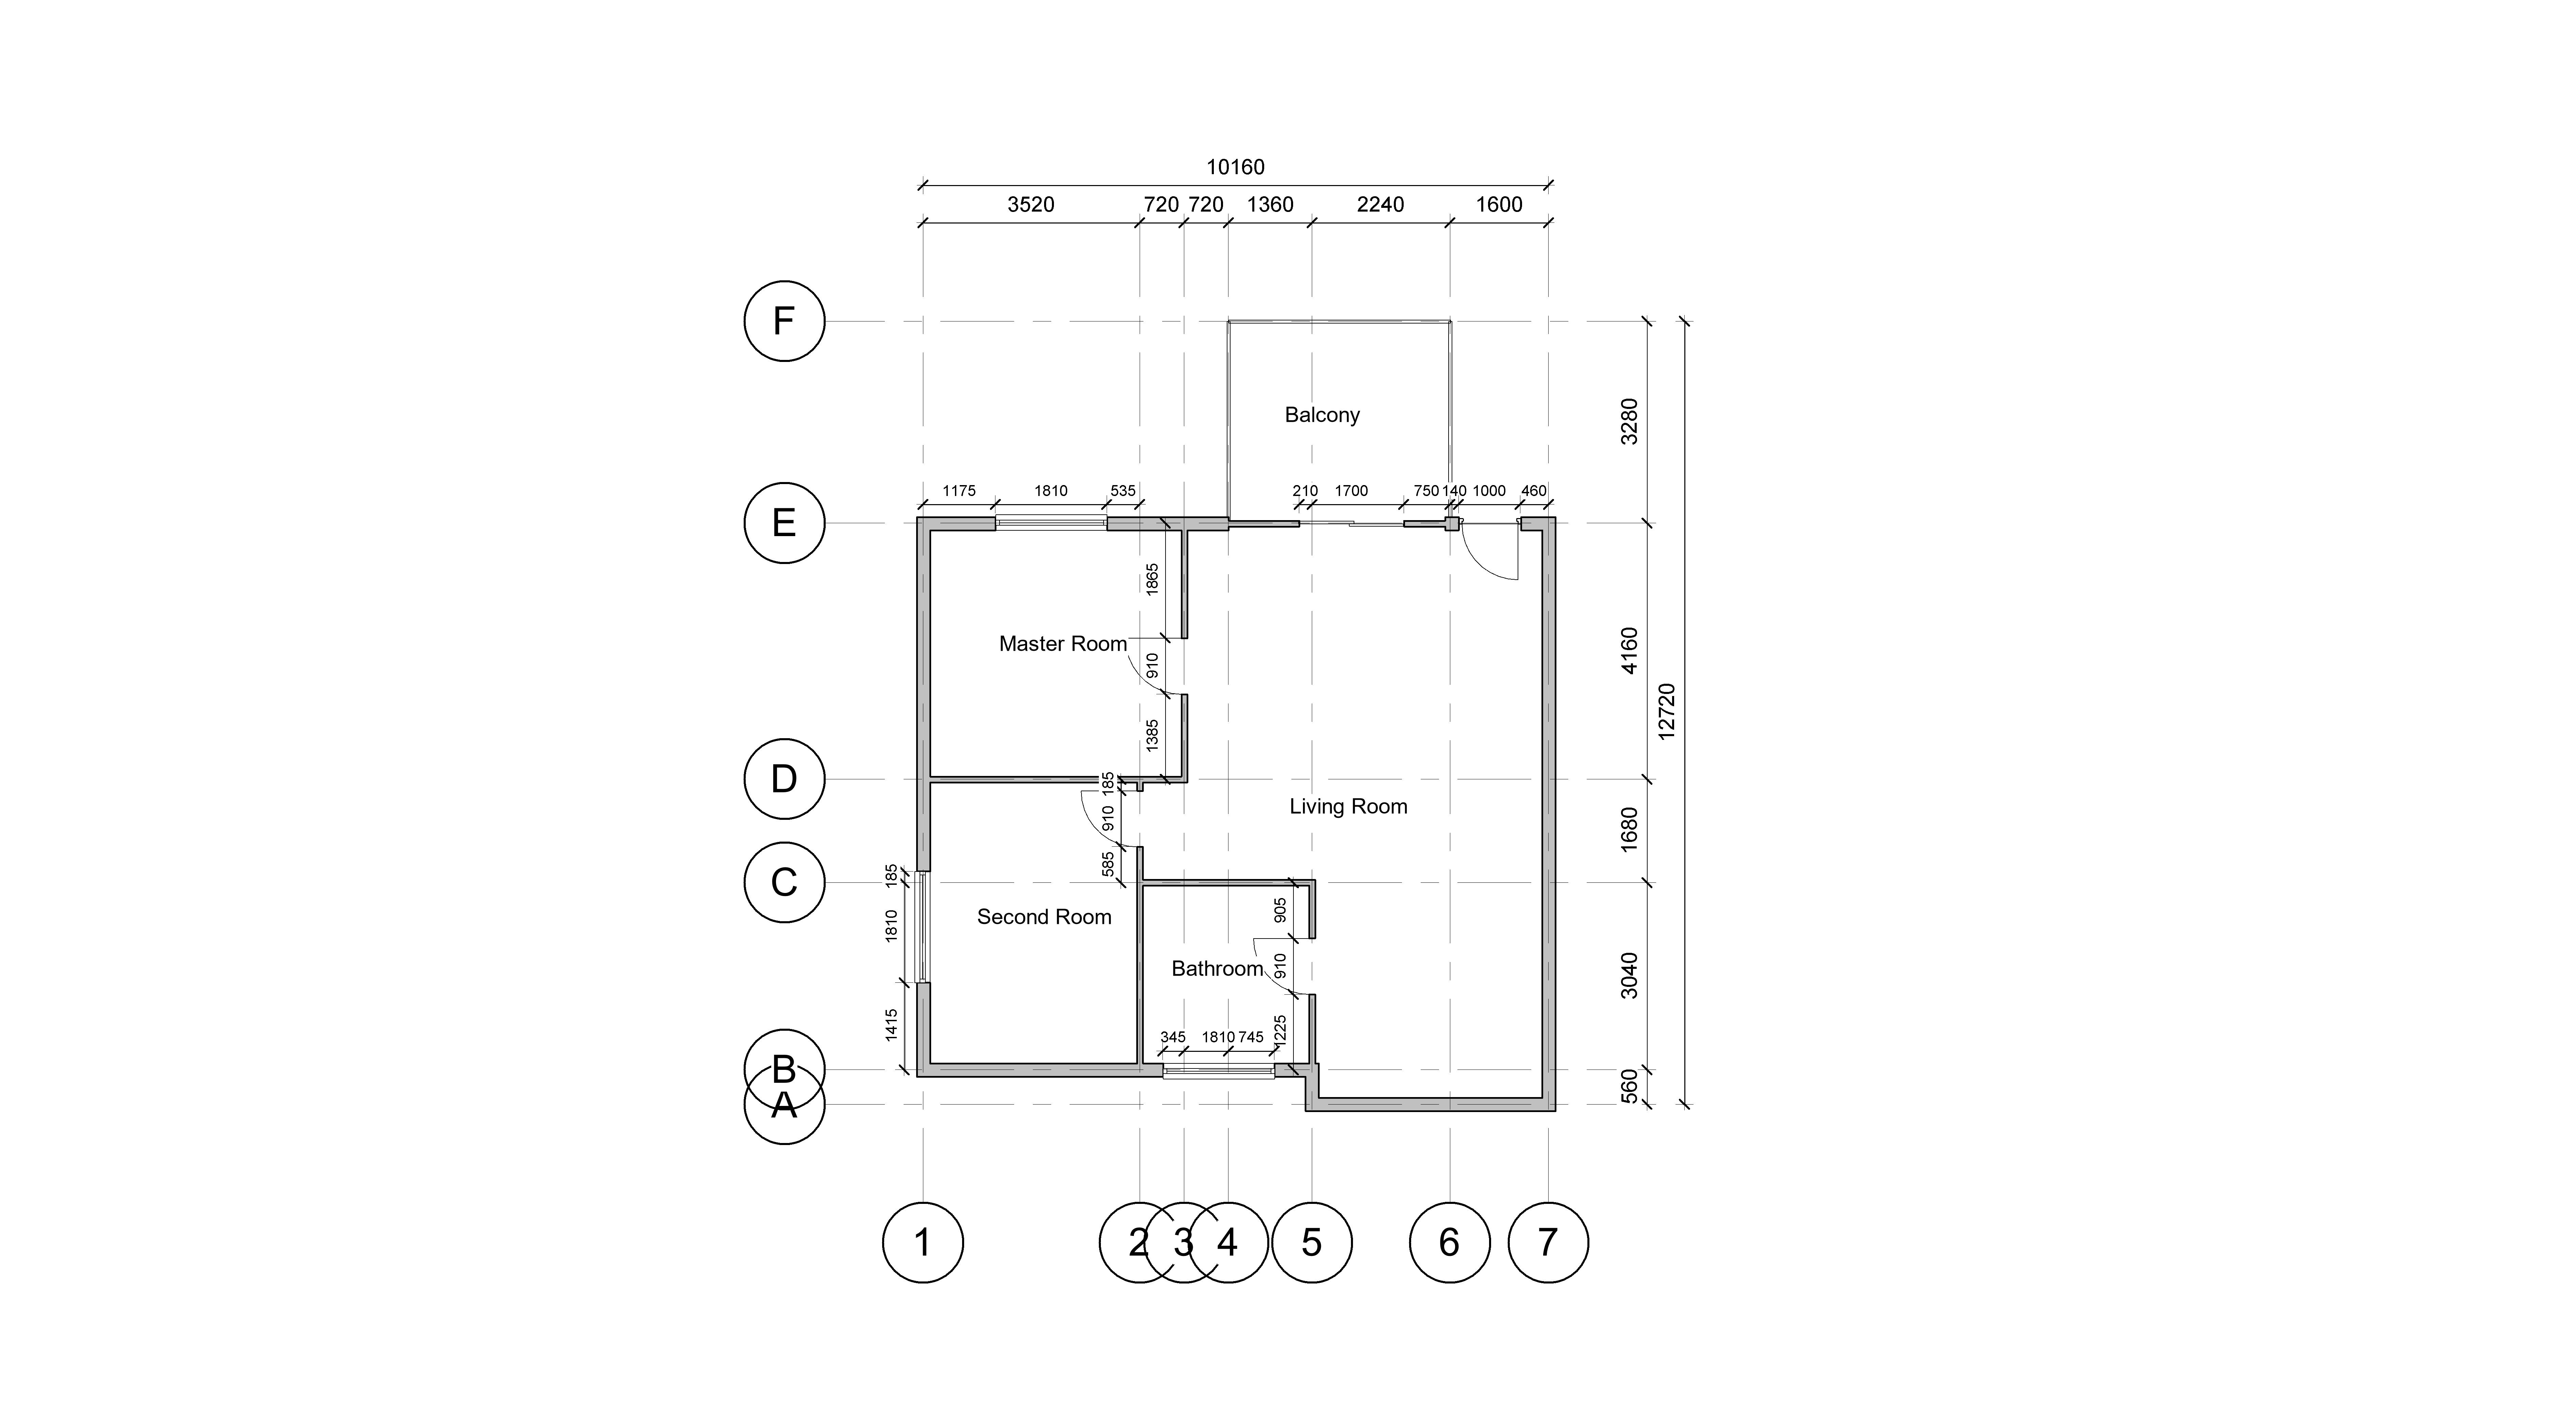 10160
3520 720 720 1360 2240 1600
F
Balcony
3280
E
1175 1810 535 210 1700 750 140 1000 460
1865
Master Room
910
4160
12720
1385
D
185
Living Room
910
1680
585
C
185
Second Room
905
1810
Bathroom
910
3040
1415
345 1810 745
1225
B
560
A
1 2 3 4 5 6 7